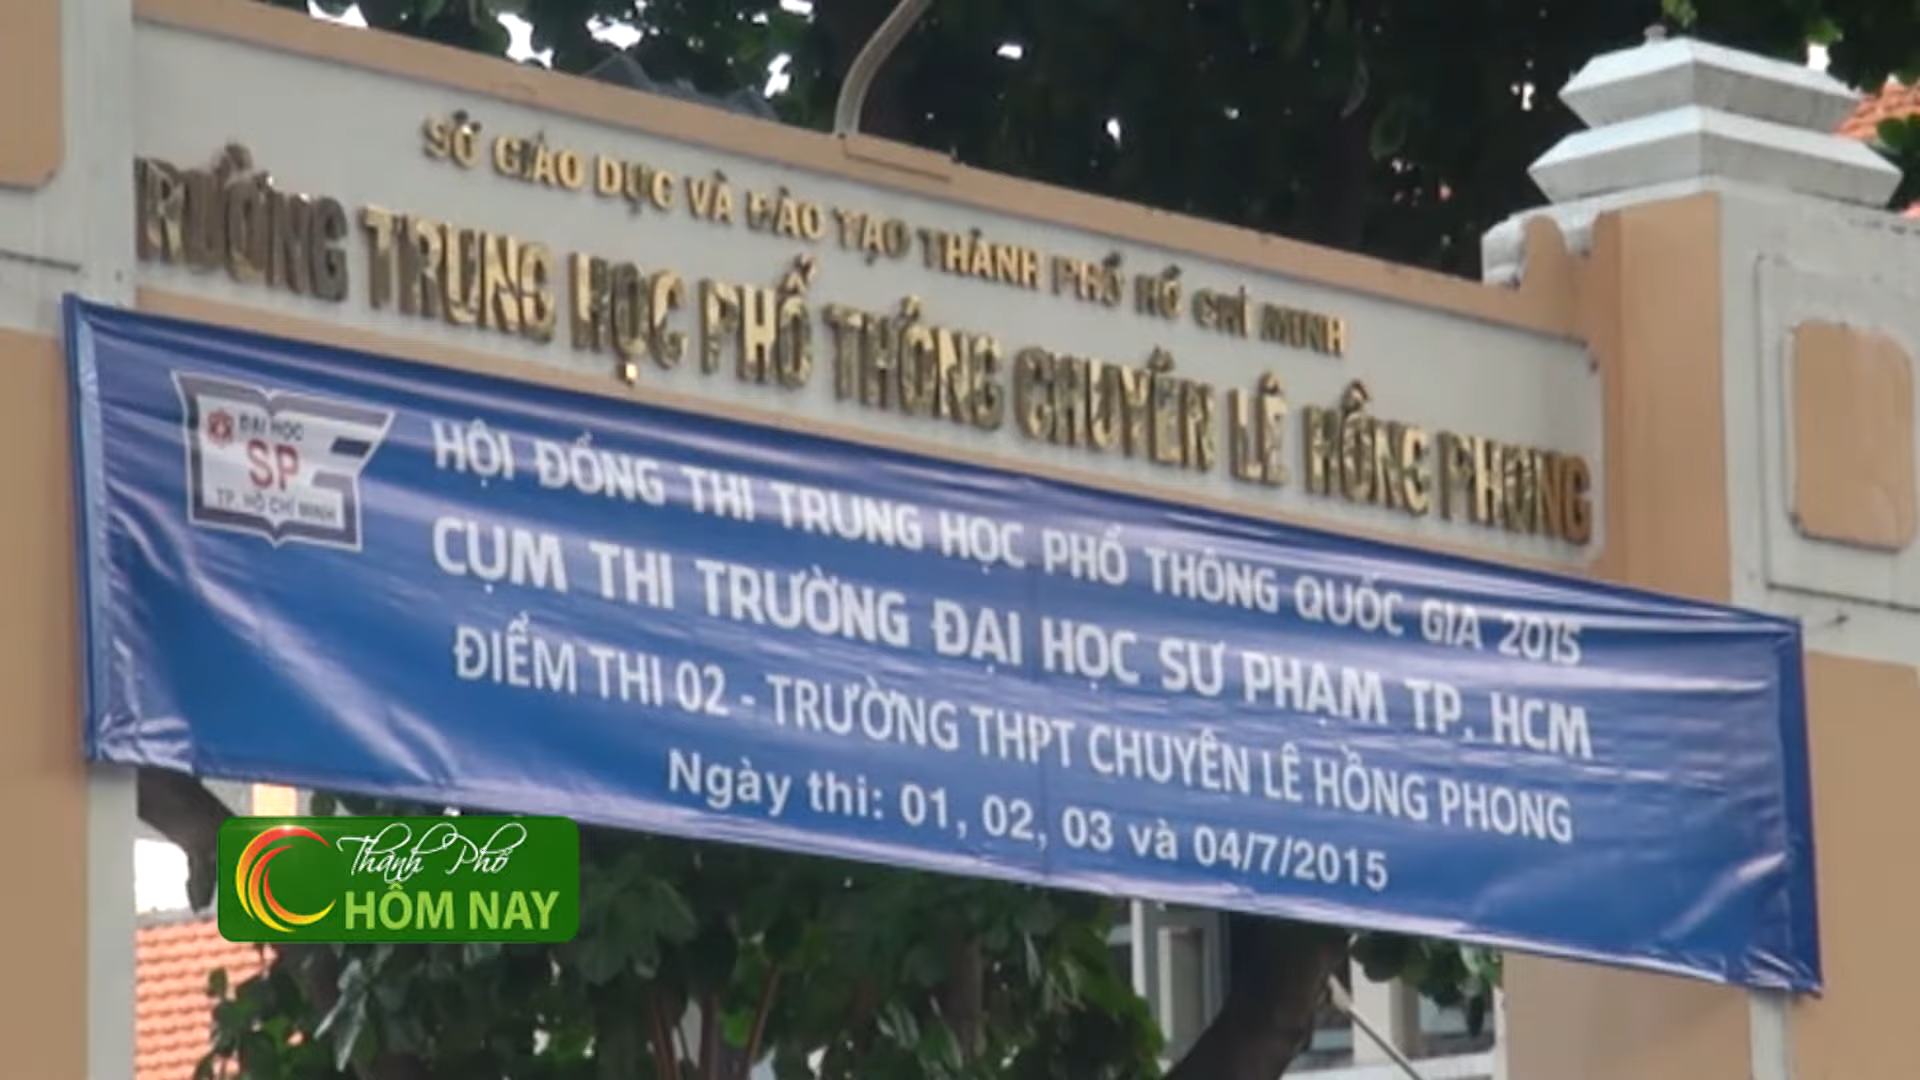 SỞ GIÁO DỤC VÀ ĐÀO TẠO THÀNH PHỐ HỒ CHÍ MINH
TRƯỜNG TRUNG HỌC PHỔ THÔNG CHUYÊN LÊ HỒNG PHONG
ĐẠI HỌC
SP
TP. HỒ CHÍ MINH
HỘI ĐỒNG THI TRUNG HỌC PHỔ THÔNG QUỐC GIA 2015
CỤM THI TRƯỜNG ĐẠI HỌC SƯ PHẠM TP. HCM
ĐIỂM THI 02 - TRƯỜNG THPT CHUYÊN LÊ HỒNG PHONG
Ngày thi: 01, 02, 03 và 04/7/2015
Thành Phố
HÔM NAY